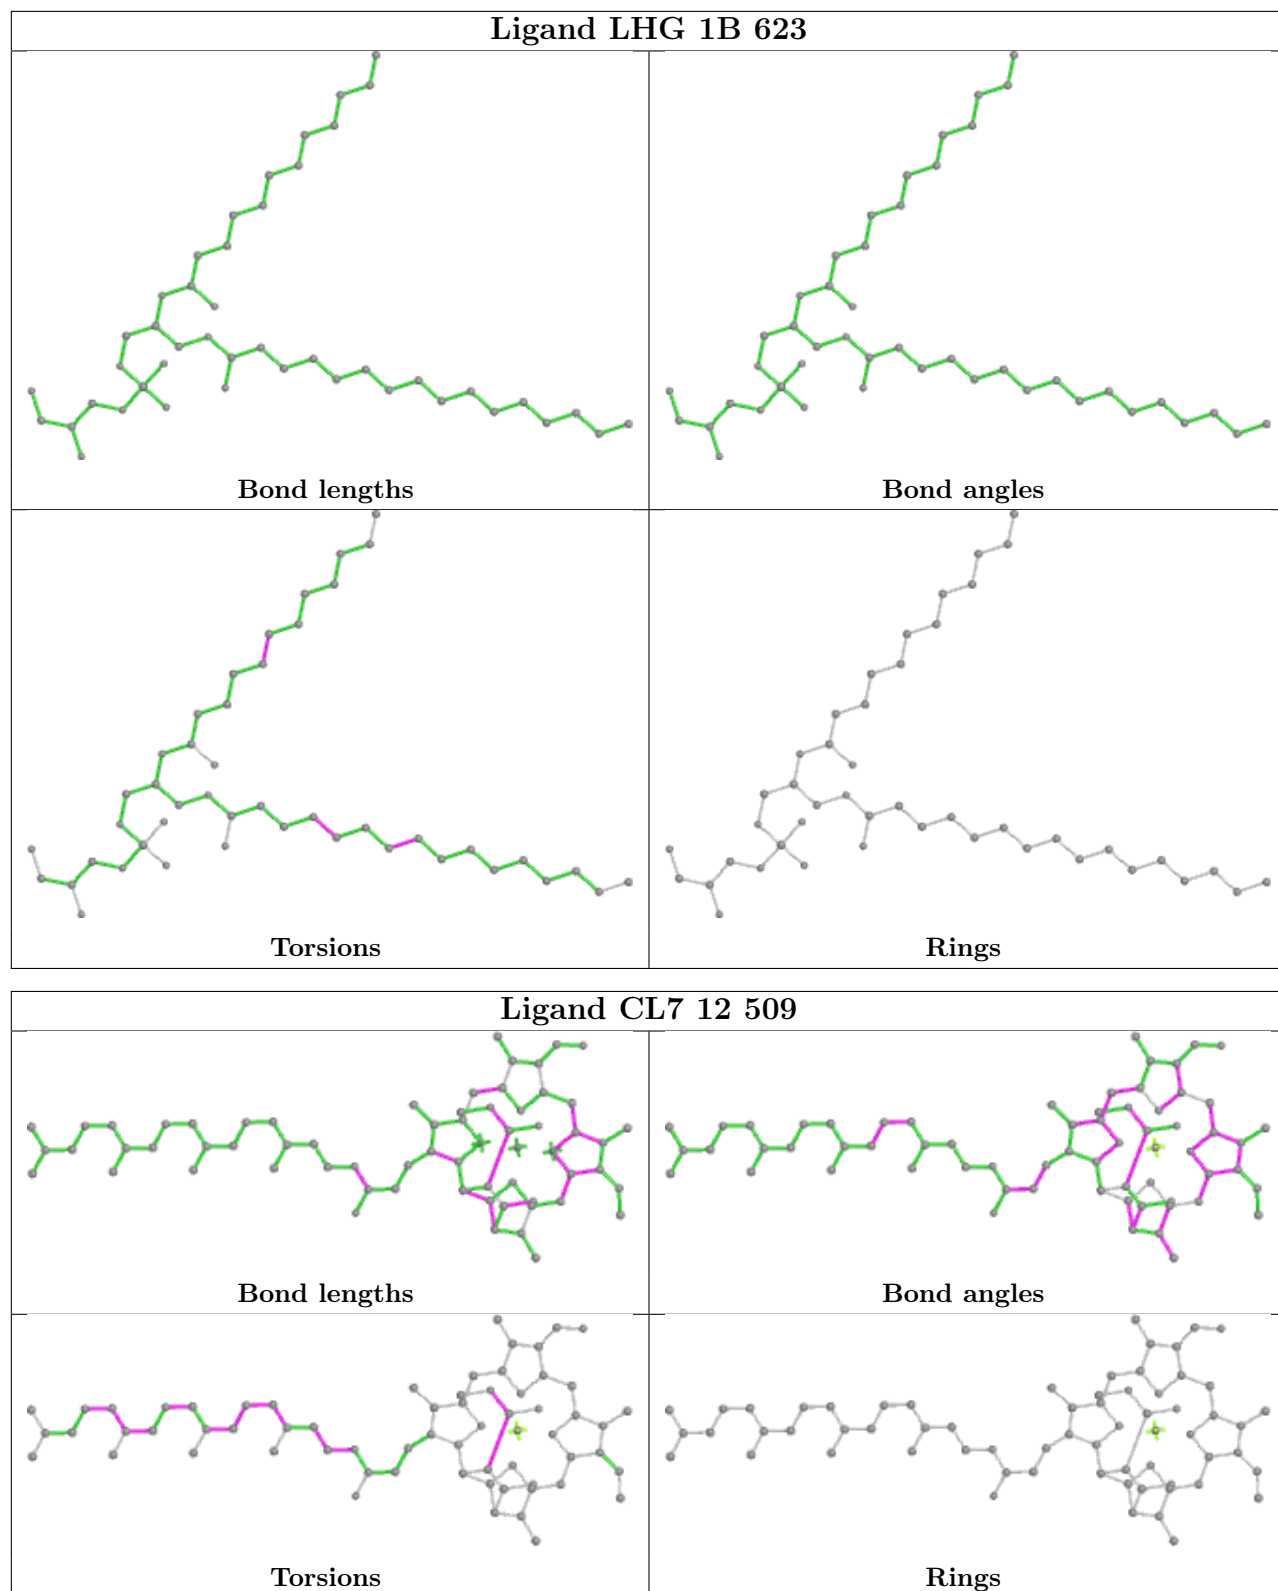 Ligand LHG 1B 623
Bond lengths
Bond angles
Torsions
Rings
Ligand CL7 12 509
Bond lengths
Bond angles
Torsions
Rings